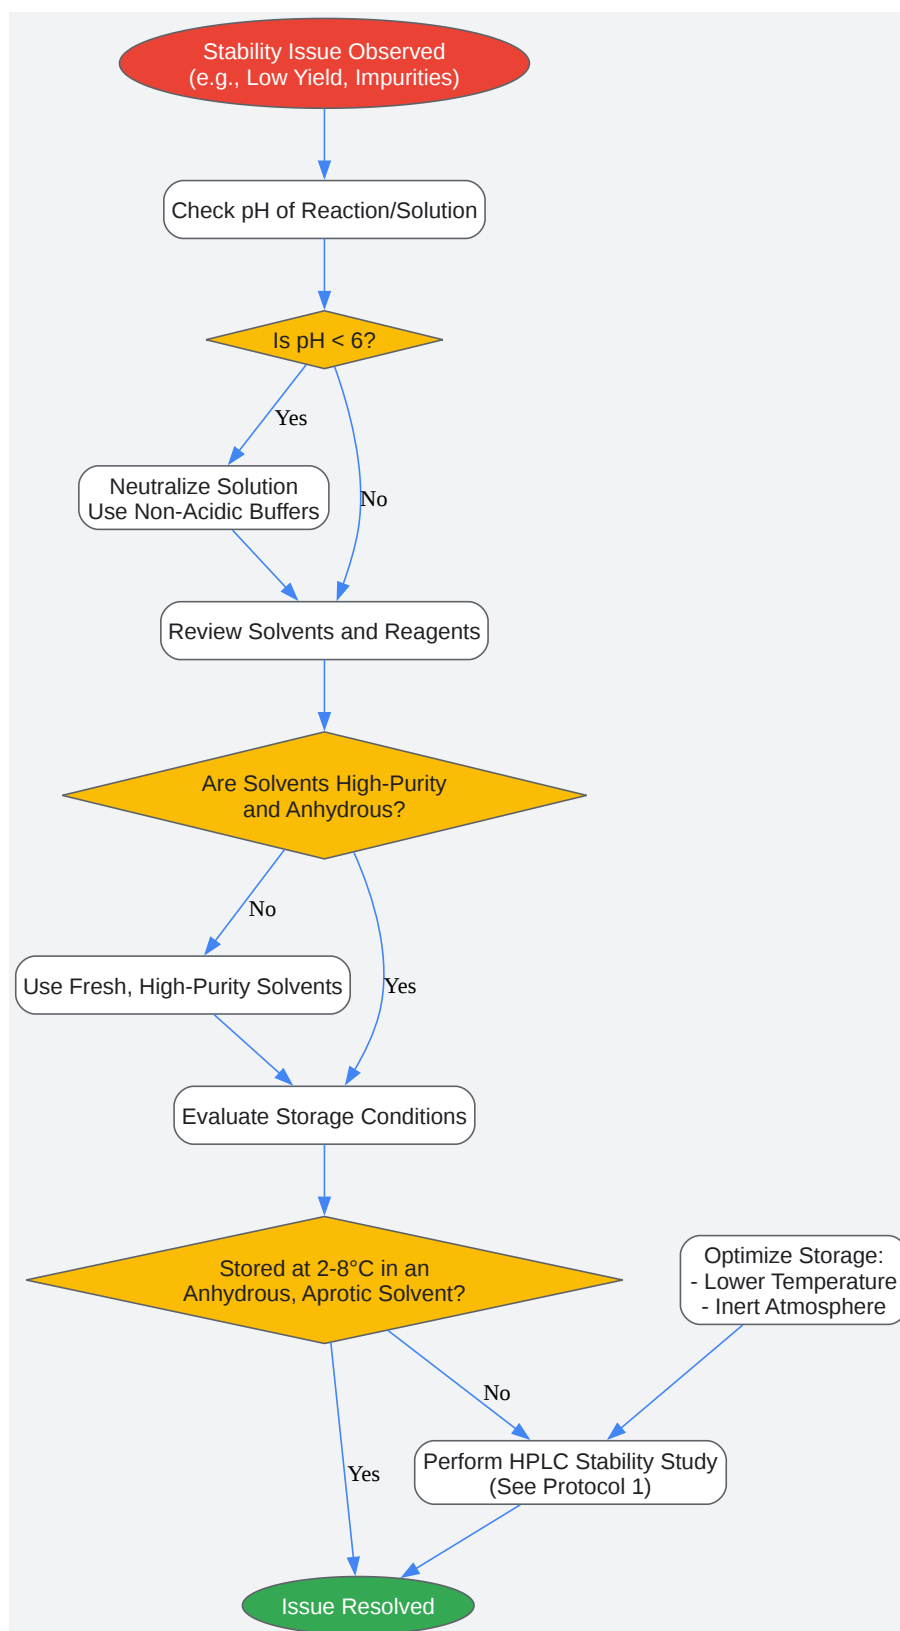 Stability Issue Observed
(e.g., Low Yield, Impurities)
Check pH of Reaction/Solution
Is pH < 6?
Yes
Neutralize Solution
Use Non-Acidic Buffers
No
Review Solvents and Reagents
Are Solvents High-Purity
and Anhydrous?
No
Use Fresh, High-Purity Solvents
Yes
Evaluate Storage Conditions
Stored at 2-8°C in an
Anhydrous, Aprotic Solvent?
Optimize Storage:
- Lower Temperature
- Inert Atmosphere
No
Perform HPLC Stability Study
(See Protocol 1)
Yes
Issue Resolved